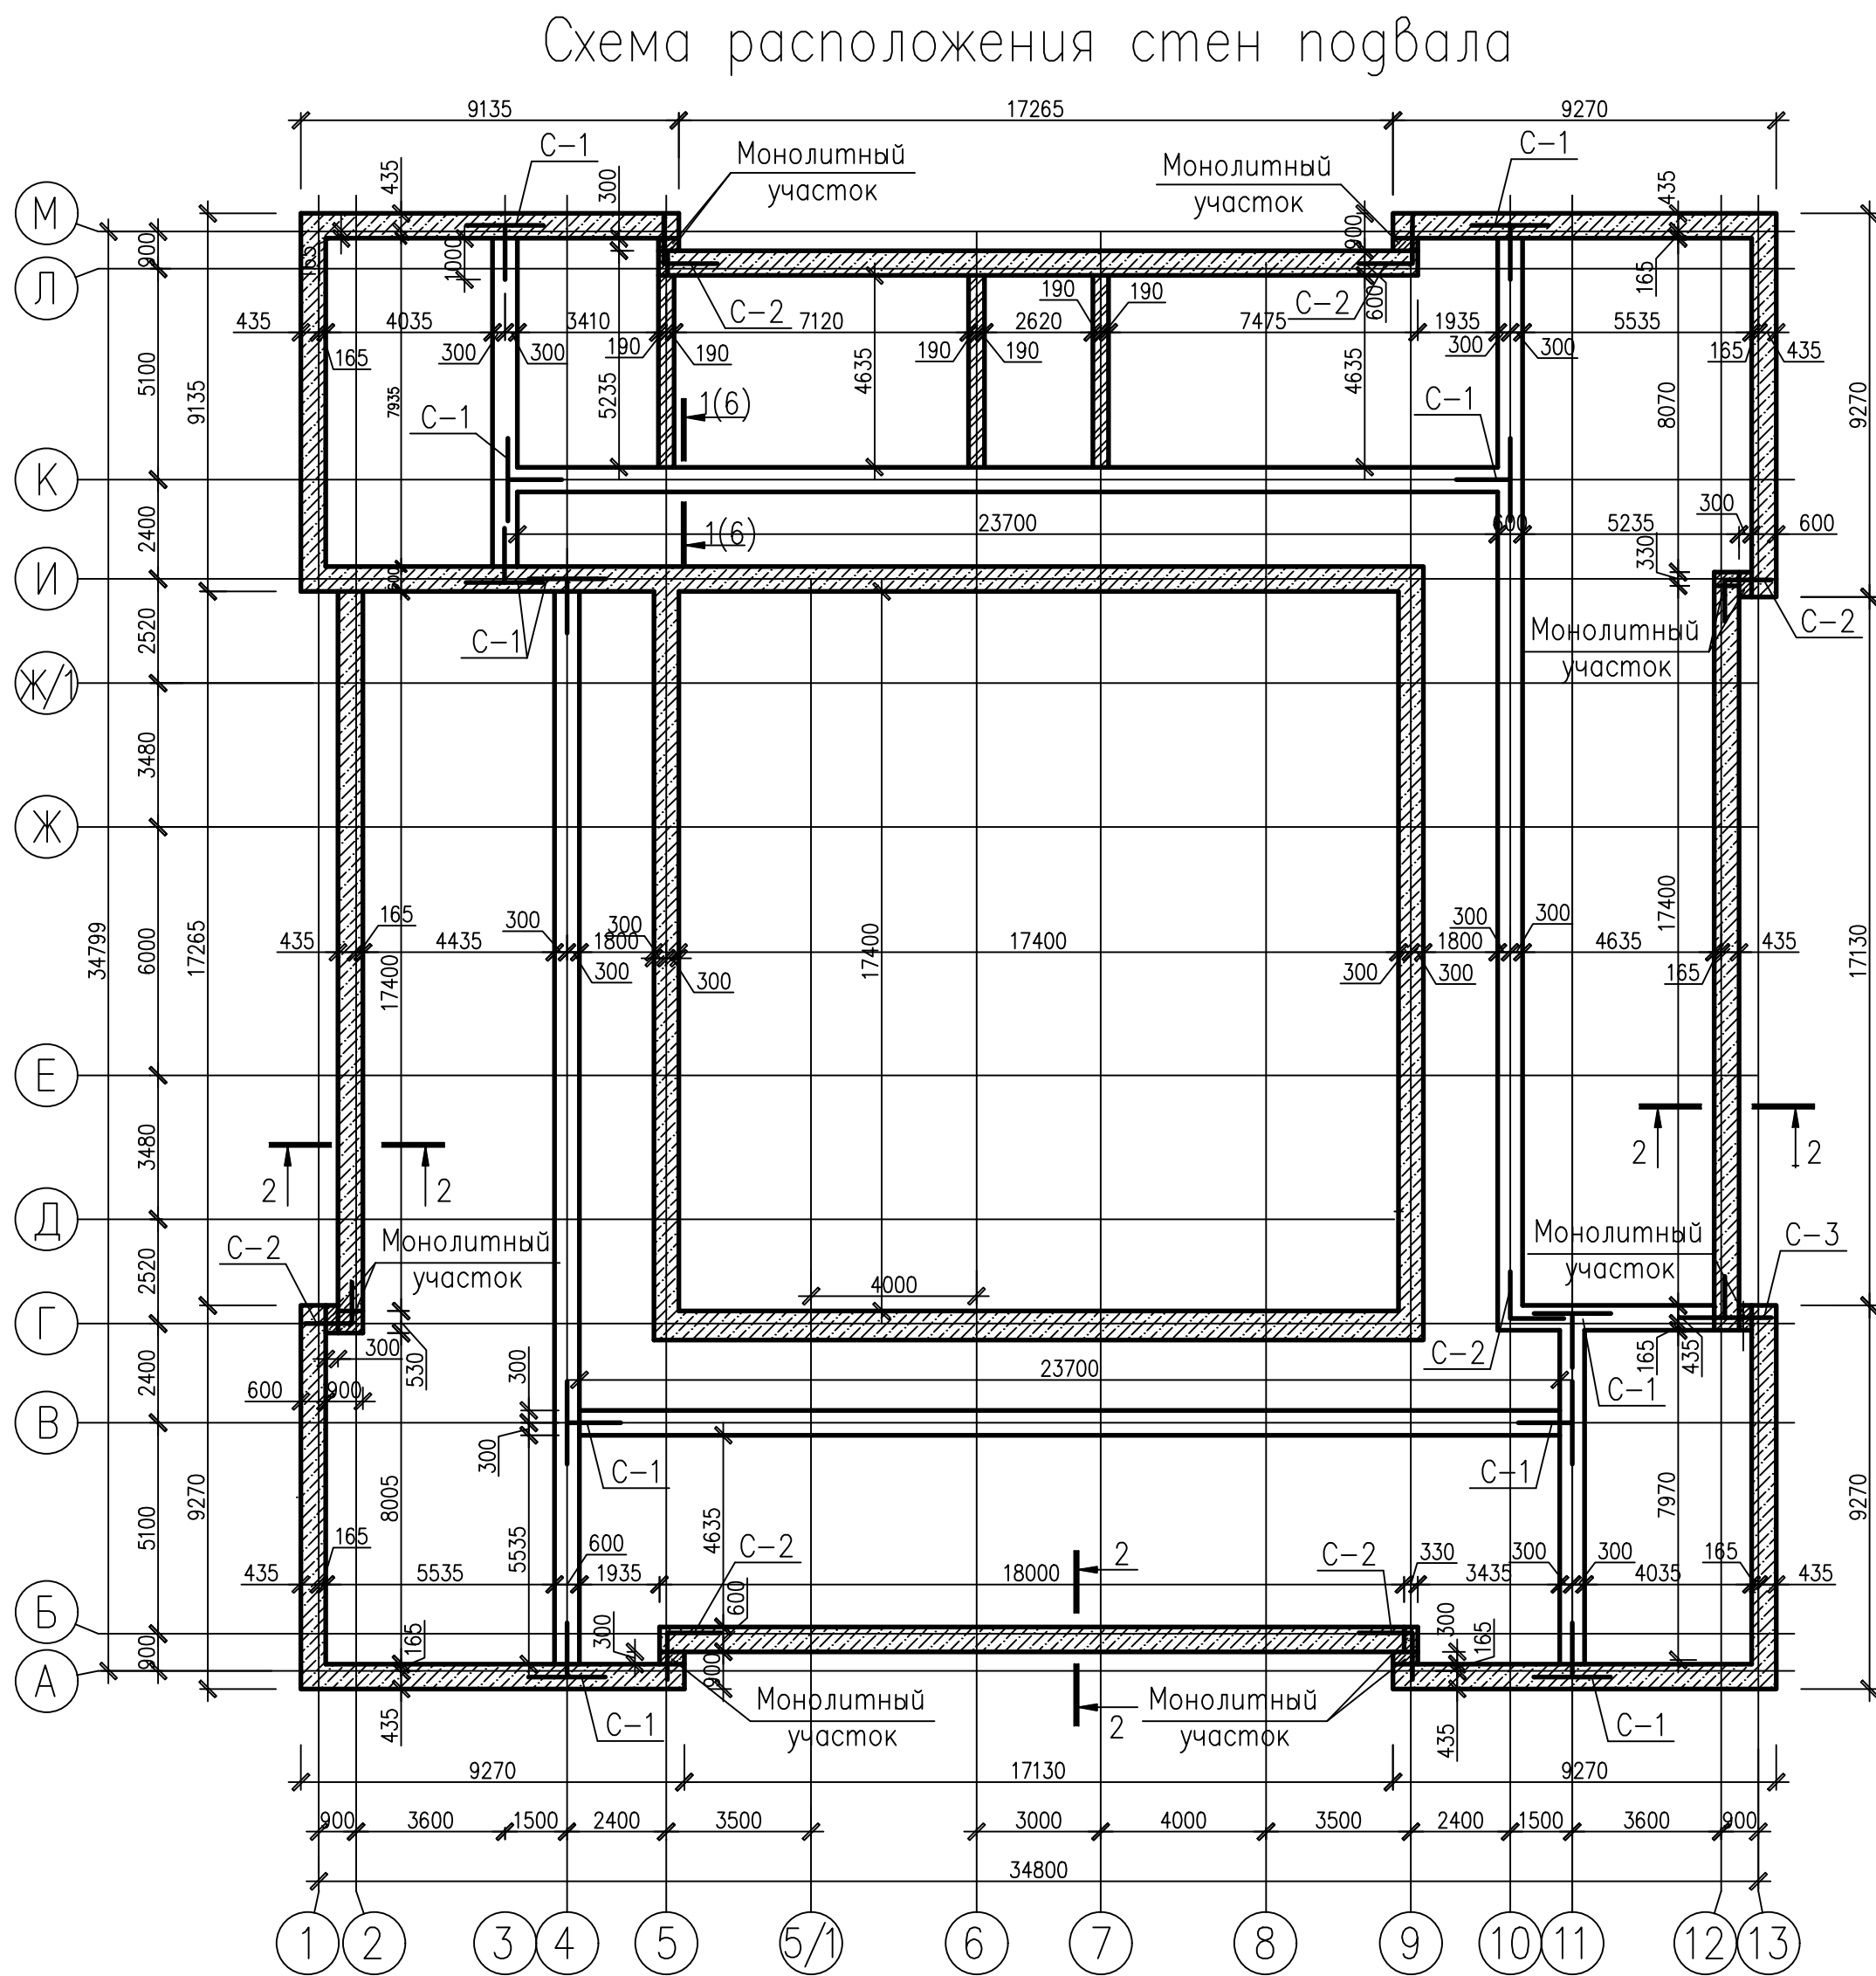 Схема расположения стен подвала
9135 17265 9270
С-1 С-1
Монолитный
участок
Монолитный
участок
435 300 435
М
900 165 1000 900 165
Л
С-2 С-2 600
190 190
435 4035 3410 7120 2620 7475 1935 5535
165 300 300 190 190 190 190 300 300 165 435
5100 9135 7935 5235 4635 4635 8070 9270
С-1 1(6) С-1
К
2400 1(6) 23700 600 5235 300 600
330
И
600
2520 С-1 С-2
Монолитный
участок
Ж/1
3480
Ж
34799 6000 17265
165 300 300 300 300
435 4435 1800 17400 1800 4635 435
300 300 300 300 165
17400 17400 17400 17130
Е
3480
2 2 2 2
Д
2520
С-2 Монолитный
участок
Монолитный
участок
С-3
4000
Г
300 530 165 435
2400 600 900 300 23700 С-2 С-1
В
300 С-1 С-1
5100 9270 8005 5535 4635 7970 9270
165 600 С-2 2 С-2 330 300 300 165
435 5535 1935 18000 3435 4035 435
Б
600
900 165 300 900 300 165
А
435 С-1 Монолитный
участок
2 Монолитный
участок
435 С-1
9270 17130 9270
900 3600 1500 2400 3500 3000 4000 3500 2400 1500 3600 900
34800
1 2 3 4 5 5/1 6 7 8 9 10 11 12 13